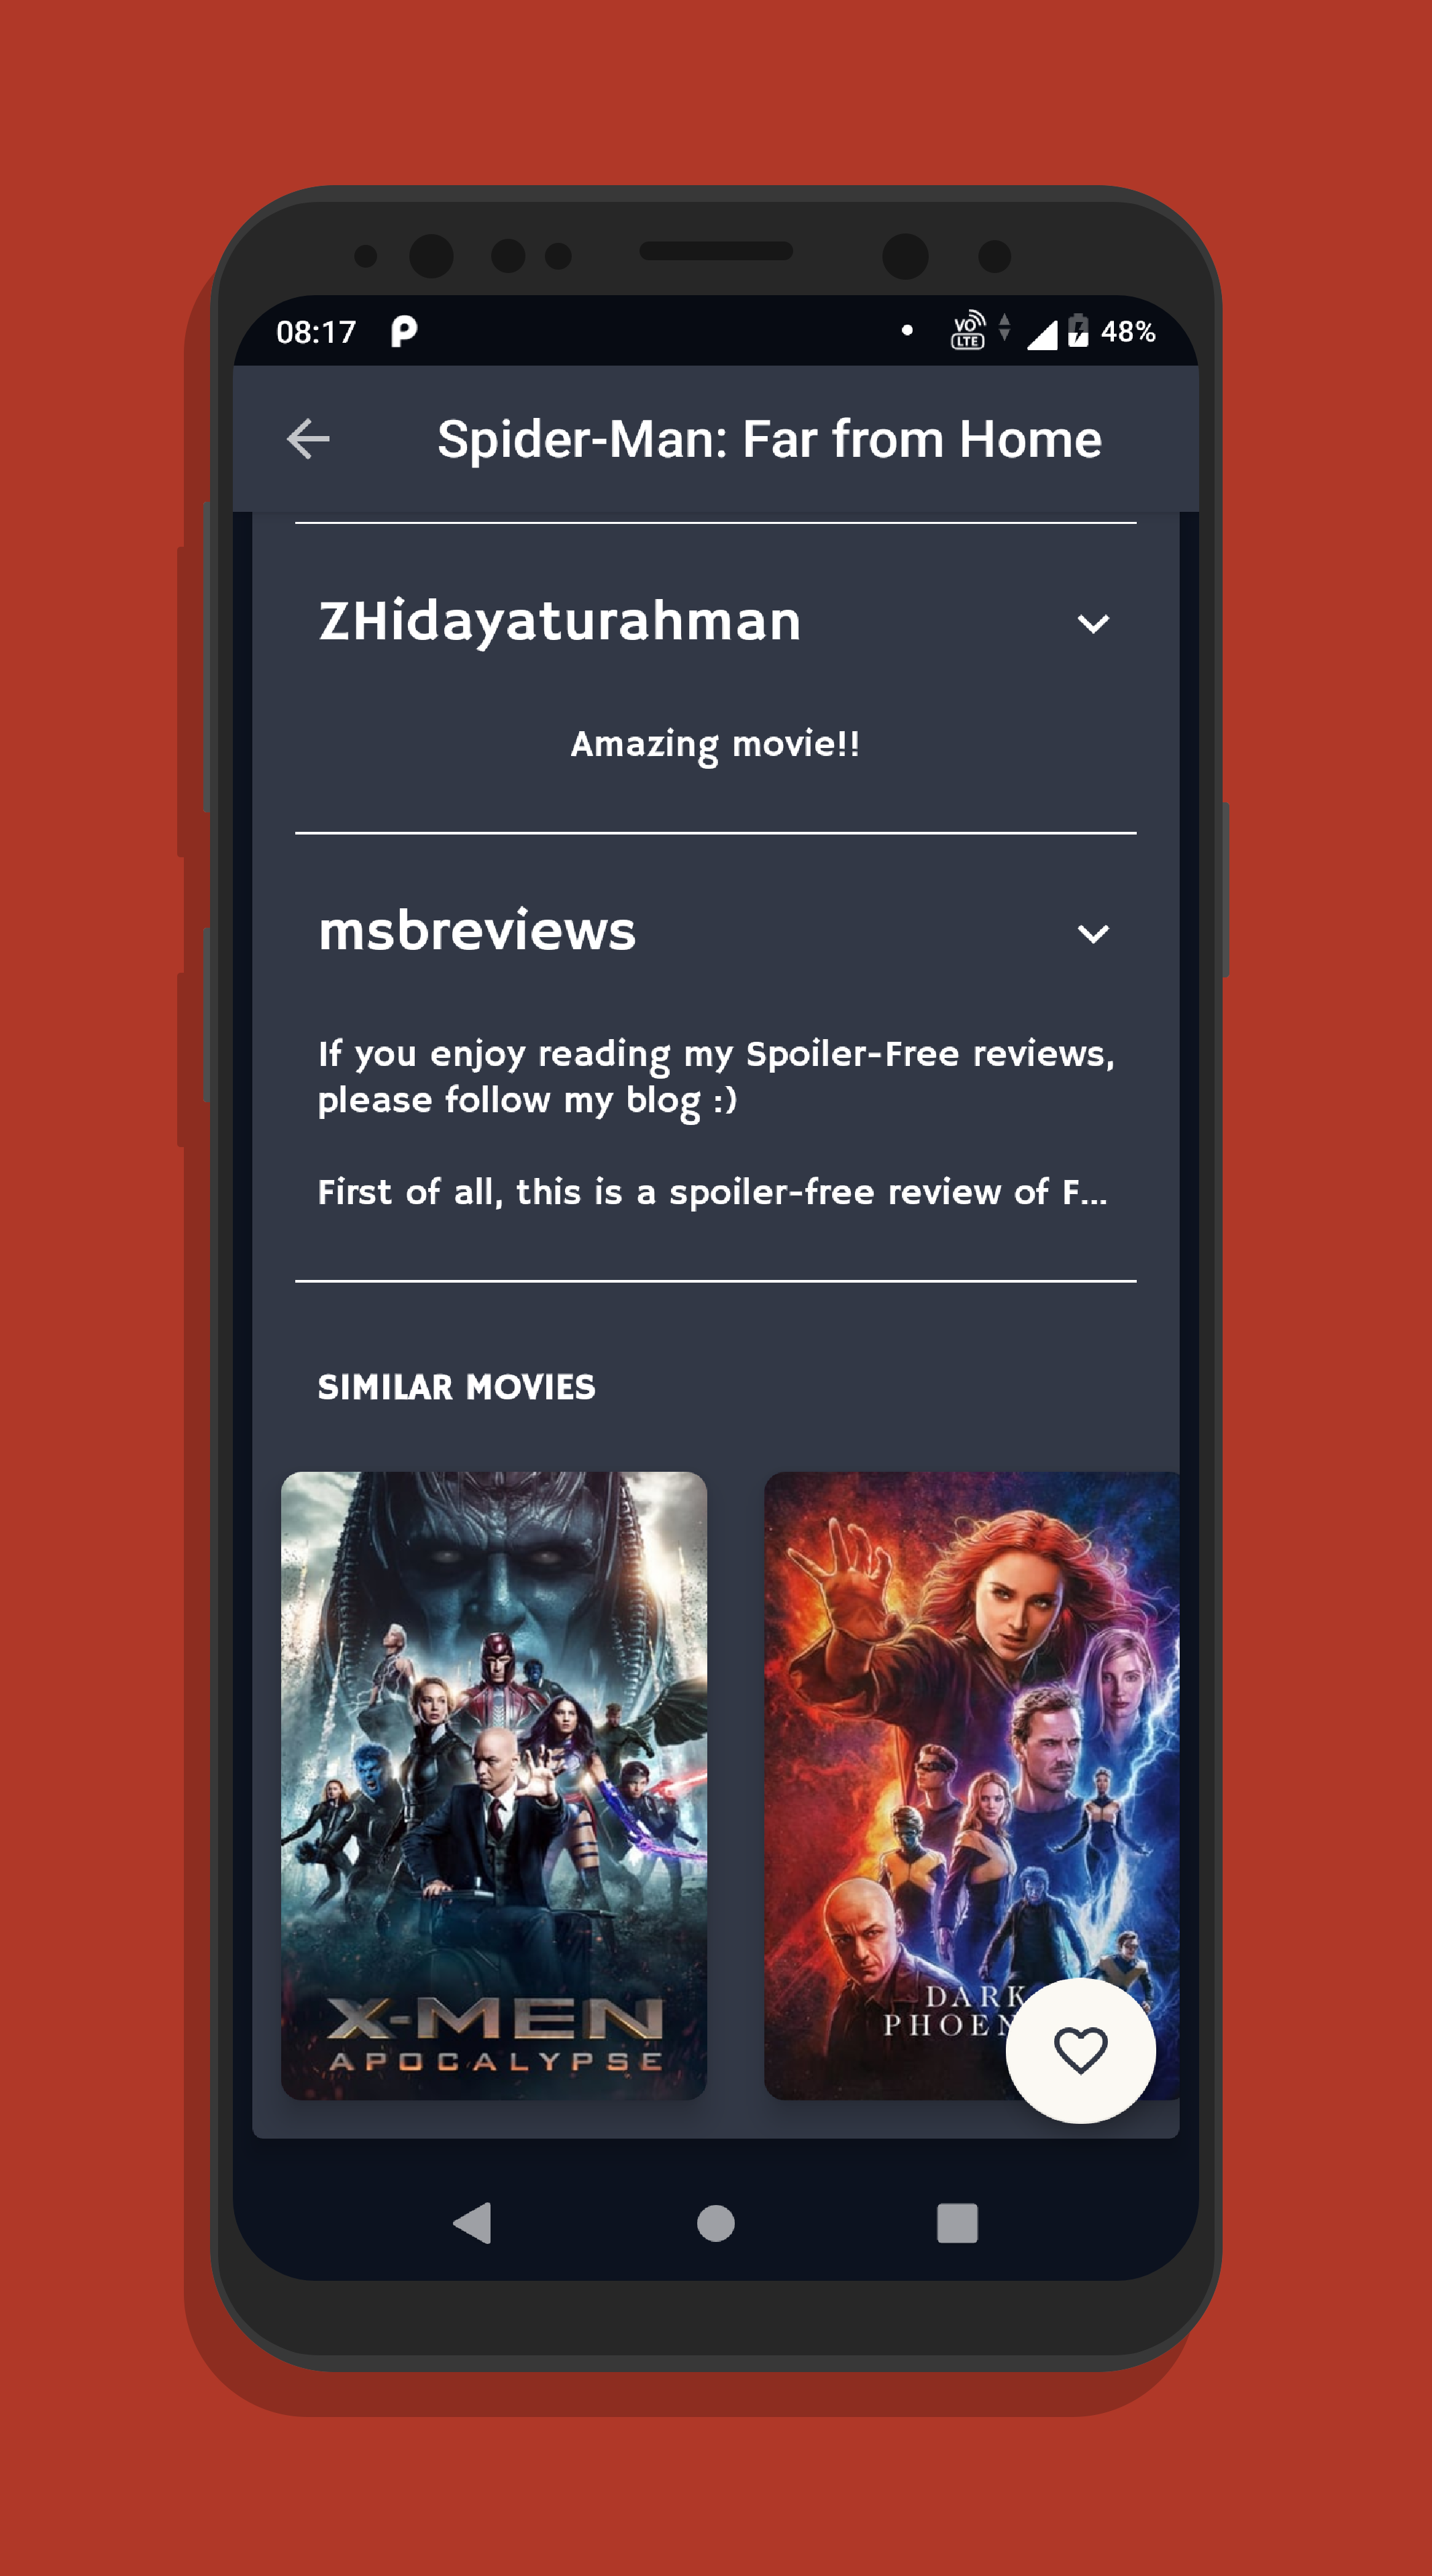 08:17
VO
LTE
48%
Spider-Man: Far from Home
ZHidayaturahman
Amazing movie!!
msbreviews
If you enjoy reading my Spoiler-Free reviews,
please follow my blog :)
First of all, this is a spoiler-free review of F...
SIMILAR MOVIES
X-MEN
APOCALYPSE
DARK
PHOEN